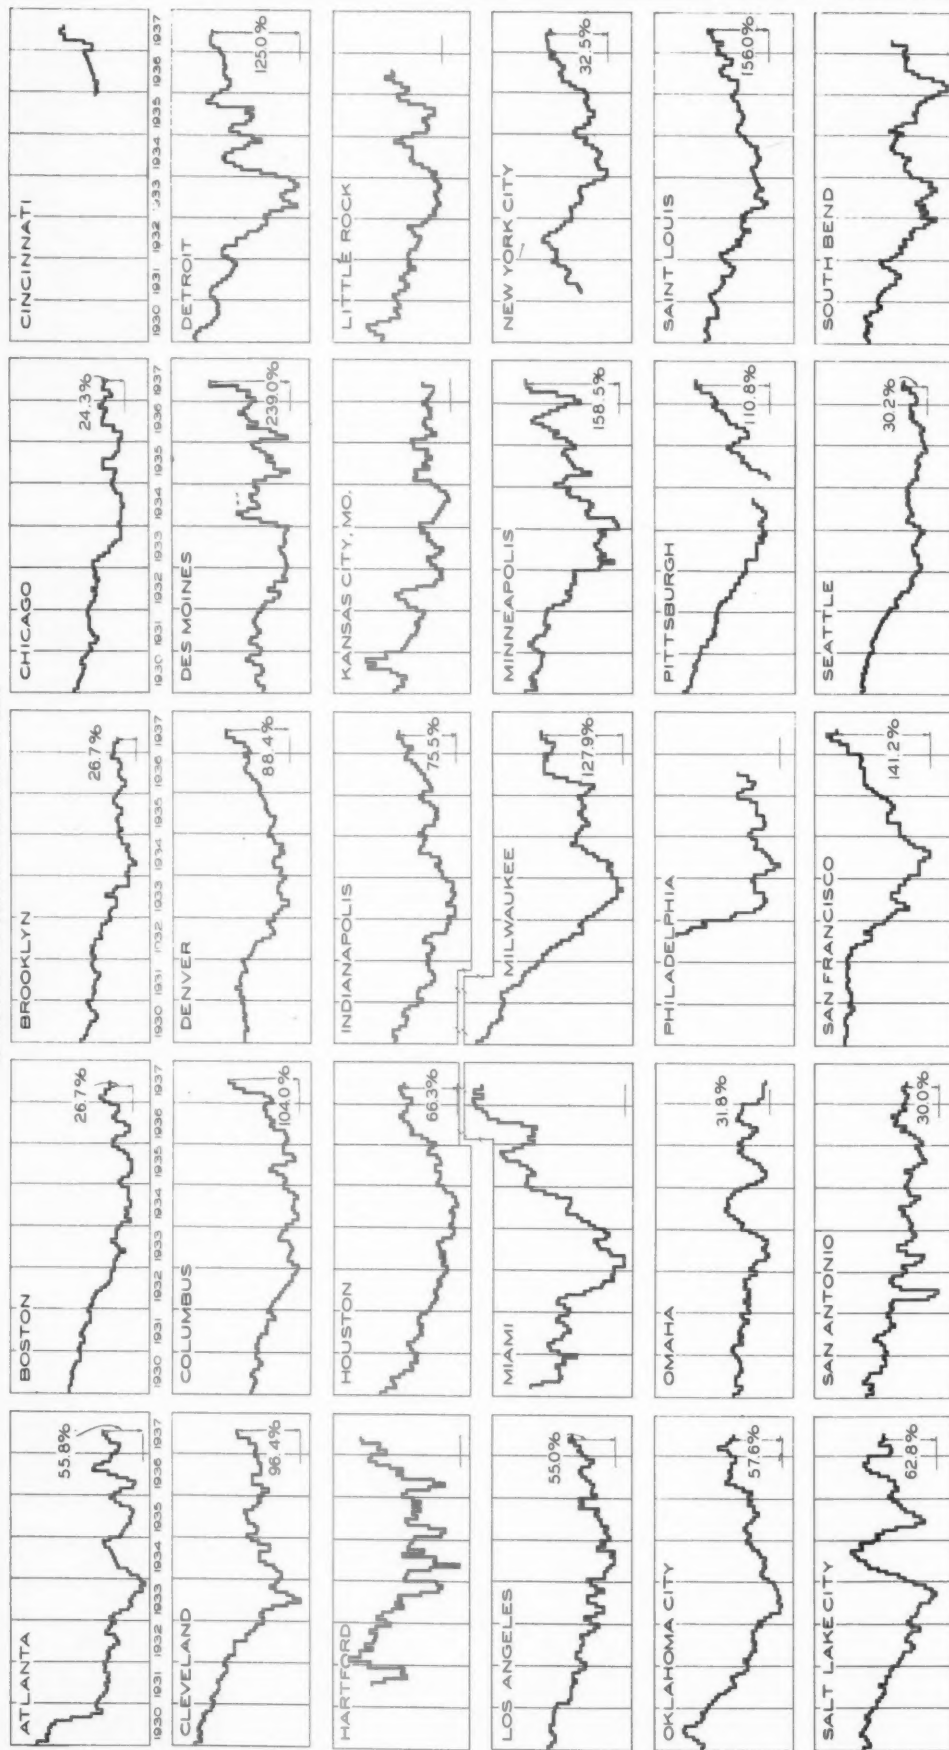 ATLANTA
55.8%
1930 1931 1932 1933 1934 1935 1936 1937
BOSTON
26.7%
1930 1931 1932 1933 1934 1935 1936 1937
BROOKLYN
26.7%
1930 1931 1932 1933 1934 1935 1936 1937
CHICAGO
24.3%
1930 1931 1932 1933 1934 1935 1936 1937
CINCINNATI
1930 1931 1932 1933 1934 1935 1936 1937
CLEVELAND
96.4%
COLUMBUS
104.0%
DENVER
88.4%
DES MOINES
239.0%
DETROIT
125.0%
HARTFORD
HOUSTON
66.3%
INDIANAPOLIS
75.5%
KANSAS CITY, MO.
LITTLE ROCK
LOS ANGELES
55.0%
MIAMI
MILWAUKEE
127.9%
MINNEAPOLIS
158.5%
NEW YORK CITY
32.5%
OKLAHOMA CITY
57.6%
OMAHA
31.8%
PHILADELPHIA
PITTSBURGH
110.8%
SAINT LOUIS
156.0%
SALT LAKE CITY
62.8%
SAN ANTONIO
30.0%
SAN FRANCISCO
141.2%
SEATTLE
30.2%
SOUTH BEND